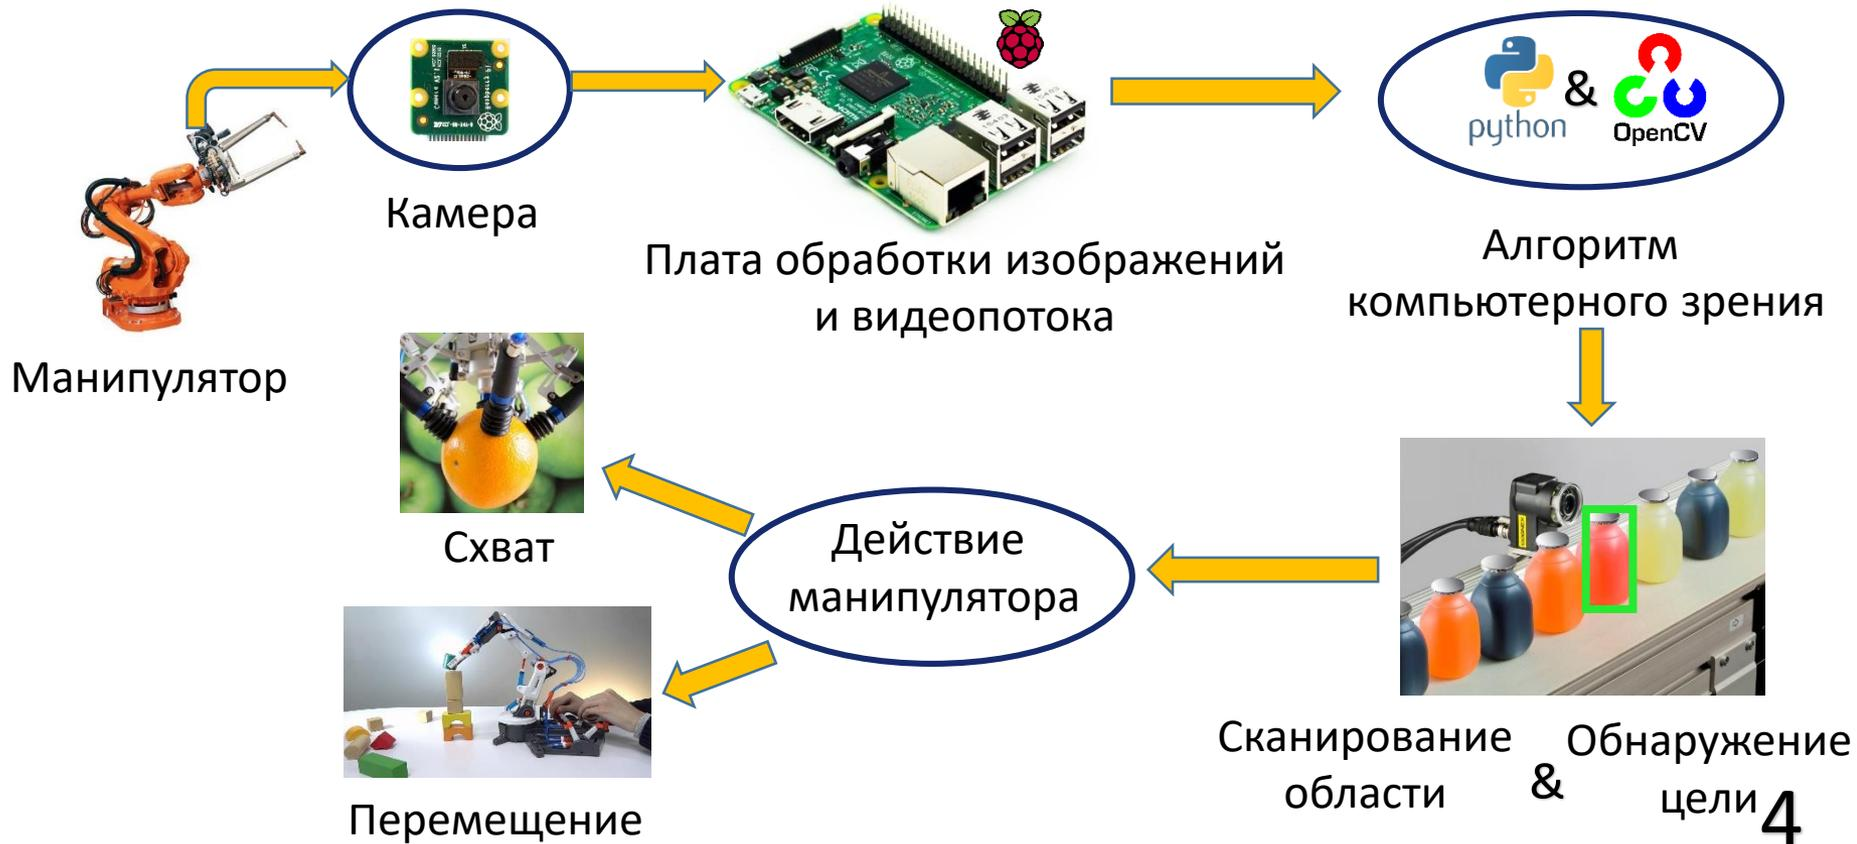 Манипулятор
Камера
Плата обработки изображений
и видеопотока
python & OpenCV
Алгоритм
компьютерного зрения
Сканирование
области
&
Обнаружение
цели
Действие
манипулятора
Схват
Перемещение
4